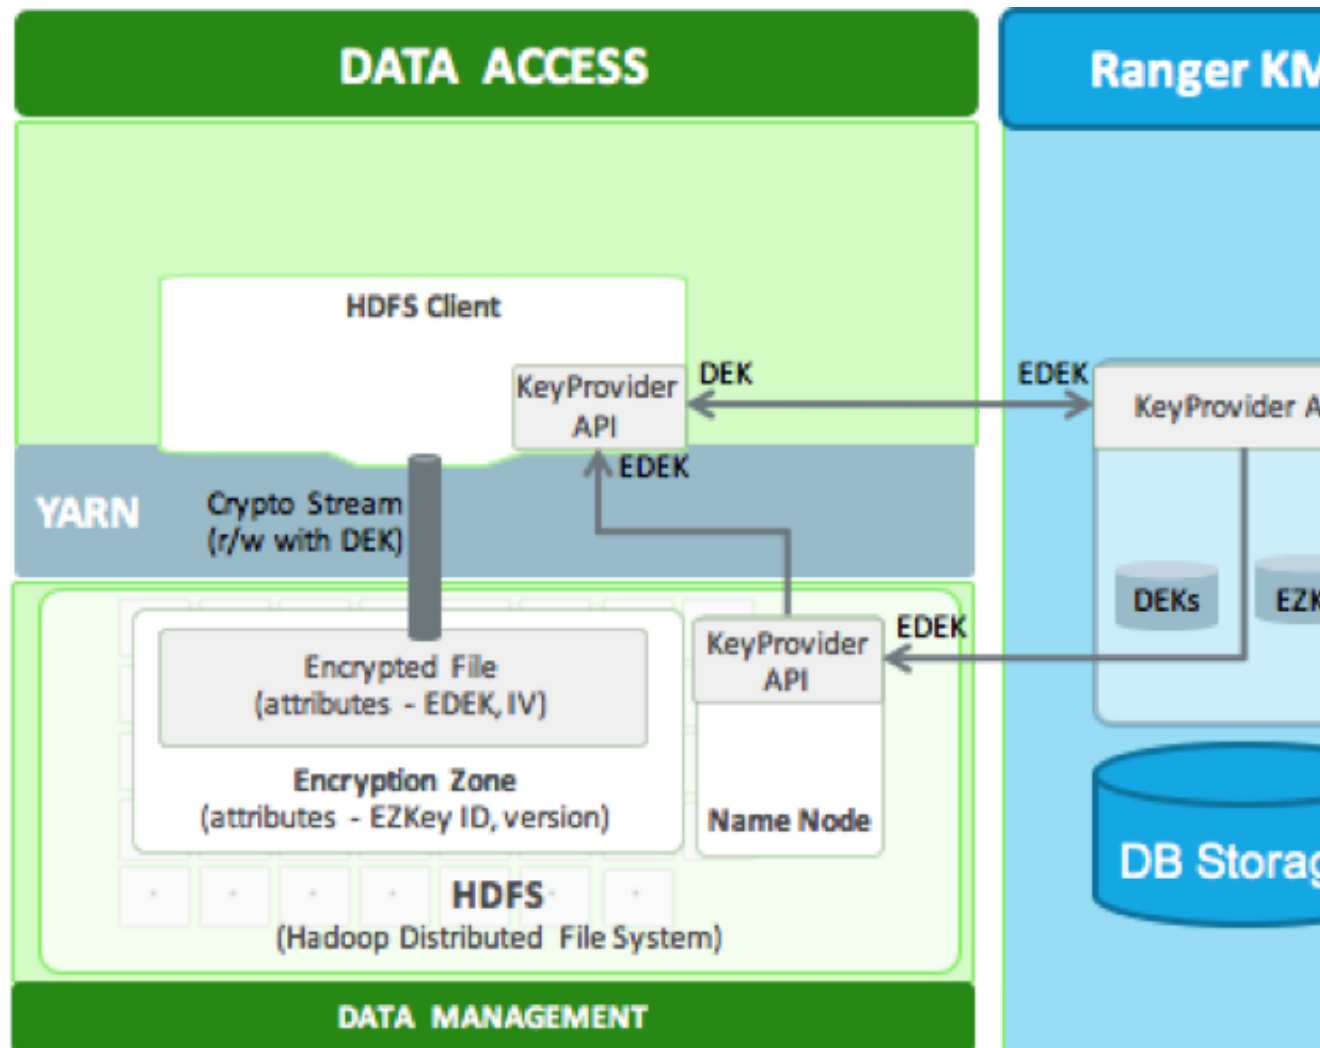 DATA ACCESS
Ranger KM
HDFS Client
KeyProvider
API
DEK
EDEK
KeyProvider A
EDEK
YARN
Crypto Stream
(r/w with DEK)
DEKs
EZK
Encrypted File
(attributes - EDEK, IV)
KeyProvider
API
EDEK
Encryption Zone
(attributes - EZKey ID, version)
Name Node
DB Storag
HDFS
(Hadoop Distributed File System)
DATA MANAGEMENT